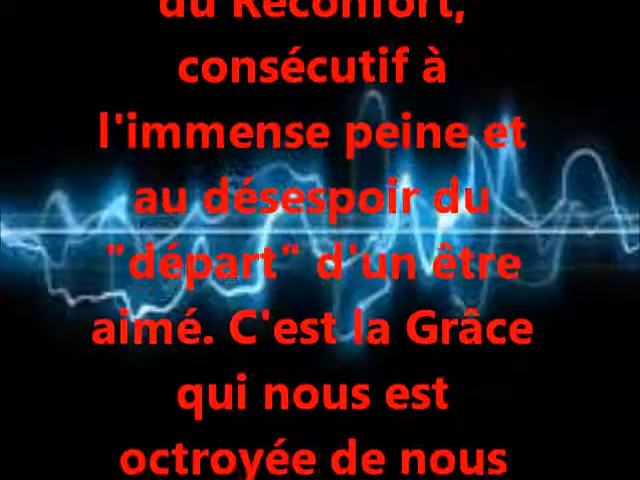 du Réconfort,
consécutif à
l'immense peine et
au désespoir du
"départ" d'un être
aimé. C'est la Grâce
qui nous est
octroyée de nous